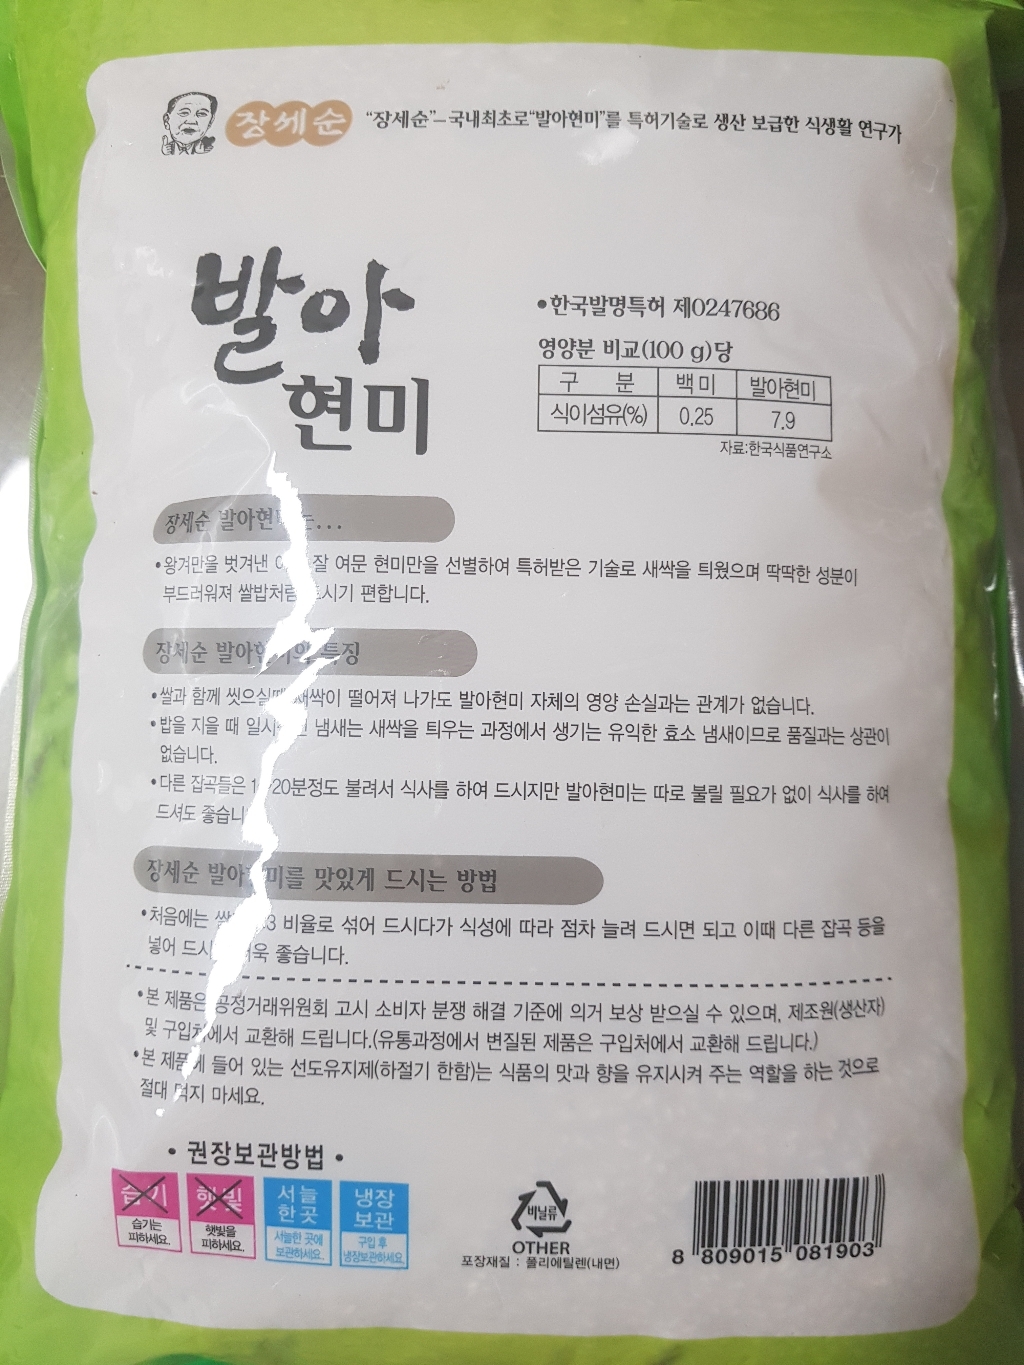 장세순 "장세순"–국내최초로"발아현미"를 특허기술로 생산 보급한 식생활 연구가
발아
현미
•한국발명특허 제0247686
영양분 비교(100 g)당
구 분 백미 발아현미
식이섬유(%) 0.25 7.9
자료:한국식품연구소
장세순 발아현
•왕겨만을 벗겨낸 잘 여문 현미만을 선별하여 특허받은 기술로 새싹을 틔웠으며 딱딱한 성분이
부드러워져 쌀밥처럼 드시기 편합니다.
장세순 발아현미의 특징
•쌀과 함께 씻으실때 새싹이 떨어져 나가도 발아현미 자체의 영양 손실과는 관계가 없습니다.
•밥을 지을 때 냄새는 새싹을 틔우는 과정에서 생기는 유익한 효소 냄새이므로 품질과는 상관이
없습니다.
•다른 잡곡들은 20분정도 불려서 식사를 하여 드시지만 발아현미는 따로 불릴 필요가 없이 식사를 하여
드셔도 좋습니
장세순 발아현미를 맛있게 드시는 방법
•처음에는 비율로 섞어 드시다가 식성에 따라 점차 늘려 드시면 되고 이때 다른 잡곡 등을
넣어 드시 좋습니다.
•본 제품은 공정거래위원회 고시 소비자 분쟁 해결 기준에 의거 보상 받으실 수 있으며, 제조원(생산자)
및 구입처에서 교환해 드립니다.(유통과정에서 변질된 제품은 구입처에서 교환해 드립니다.)
•본 제품에 들어 있는 선도유지제(하절기 한함)는 식품의 맛과 향을 유지시켜 주는 역할을 하는 것으로
절대 먹지 마세요.
• 권장보관방법 •
습기 햇빛 서늘한곳 냉장보관
습기는 피하세요. 햇빛을 피하세요. 서늘한 곳에 보관하세요. 구입 후 냉장보관하세요.
비닐류
OTHER
포장재질 : 폴리에틸렌(내면)
8 809015 081903